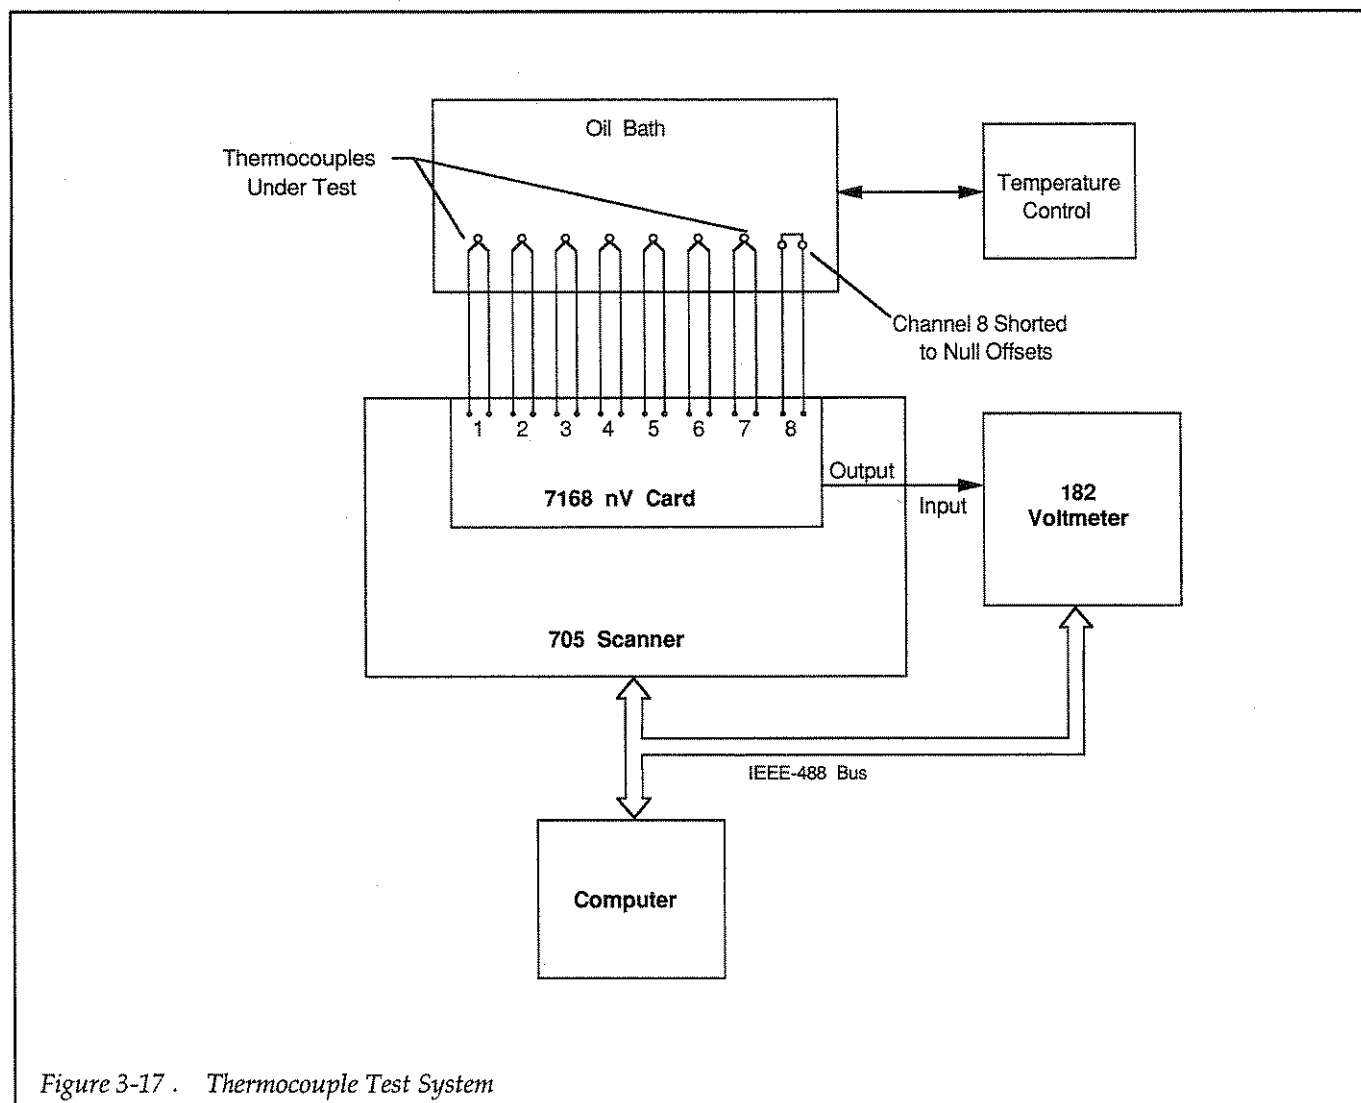 Oil Bath
Thermocouples
Under Test
Temperature
Control
Channel 8 Shorted
to Null Offsets
1 2 3 4 5 6 7 8
Output
Input
7168 nV Card
182
Voltmeter
705 Scanner
IEEE-488 Bus
Computer
Figure 3-17 . Thermocouple Test System